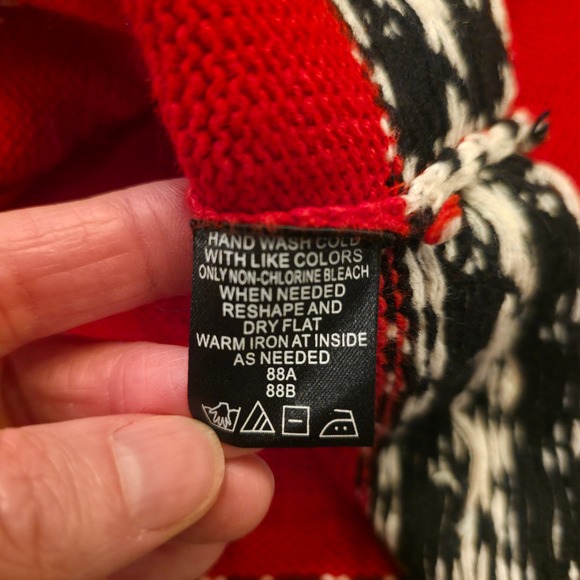 HAND WASH COLD
WITH LIKE COLORS
ONLY NON-CHLORINE BLEACH
WHEN NEEDED
RESHAPE AND
DRY FLAT
WARM IRON AT INSIDE
AS NEEDED
88A
88B